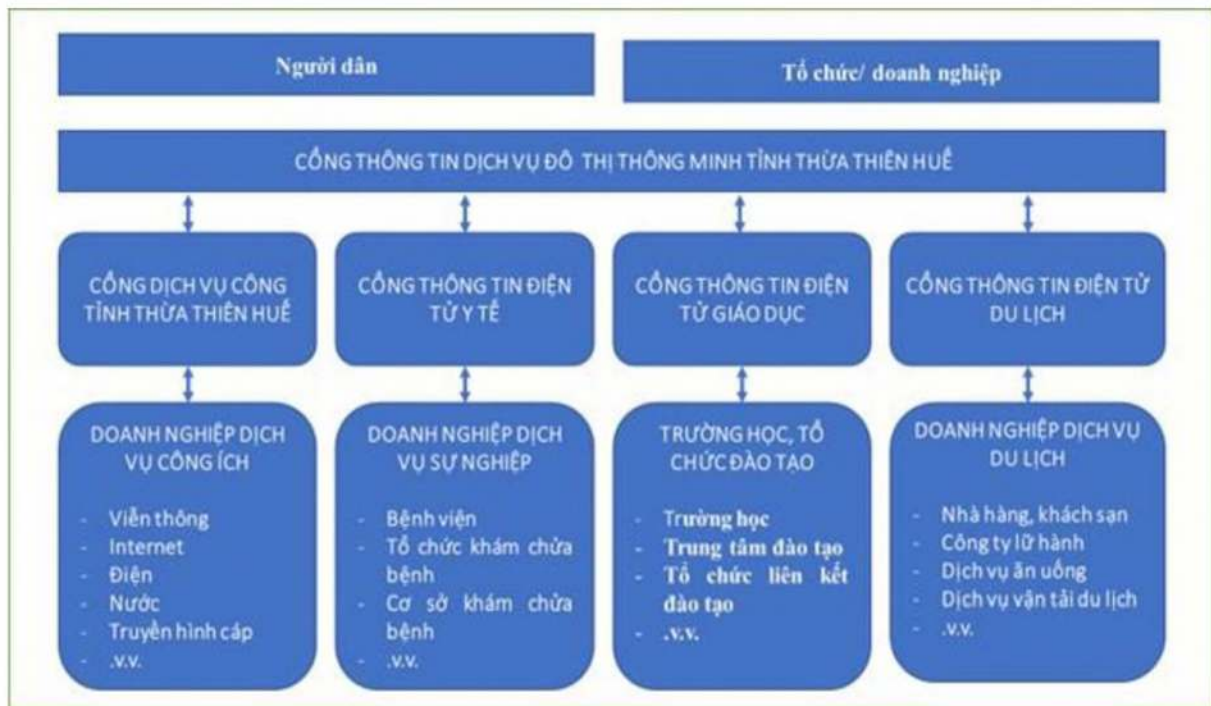 Người dân
Tổ chức/ doanh nghiệp
CỔNG THÔNG TIN DỊCH VỤ ĐÔ THỊ THÔNG MINH TỈNH THỪA THIÊN HUẾ
CỔNG DỊCH VỤ CÔNG
TỈNH THỪA THIÊN HUẾ
CỔNG THÔNG TIN ĐIỆN
TỬ Y TẾ
CỔNG THÔNG TIN ĐIỆN
TỬ GIÁO DỤC
CỔNG THÔNG TIN ĐIỆN TỬ
DU LỊCH
DOANH NGHIỆP DỊCH
VỤ CÔNG ÍCH
- Viễn thông
- Internet
- Điện
- Nước
- Truyền hình cáp
- .v.v.
DOANH NGHIỆP DỊCH
VỤ SỰ NGHIỆP
- Bệnh viện
- Tổ chức khám chữa
bệnh
- Cơ sở khám chữa
bệnh
- .v.v.
TRƯỜNG HỌC, TỔ
CHỨC ĐÀO TẠO
- Trường học
- Trung tâm đào tạo
- Tổ chức liên kết
đào tạo
- .v.v.
DOANH NGHIỆP DỊCH VỤ
DU LỊCH
- Nhà hàng, khách sạn
- Công ty lữ hành
- Dịch vụ ăn uống
- Dịch vụ vận tải du lịch
- .v.v.